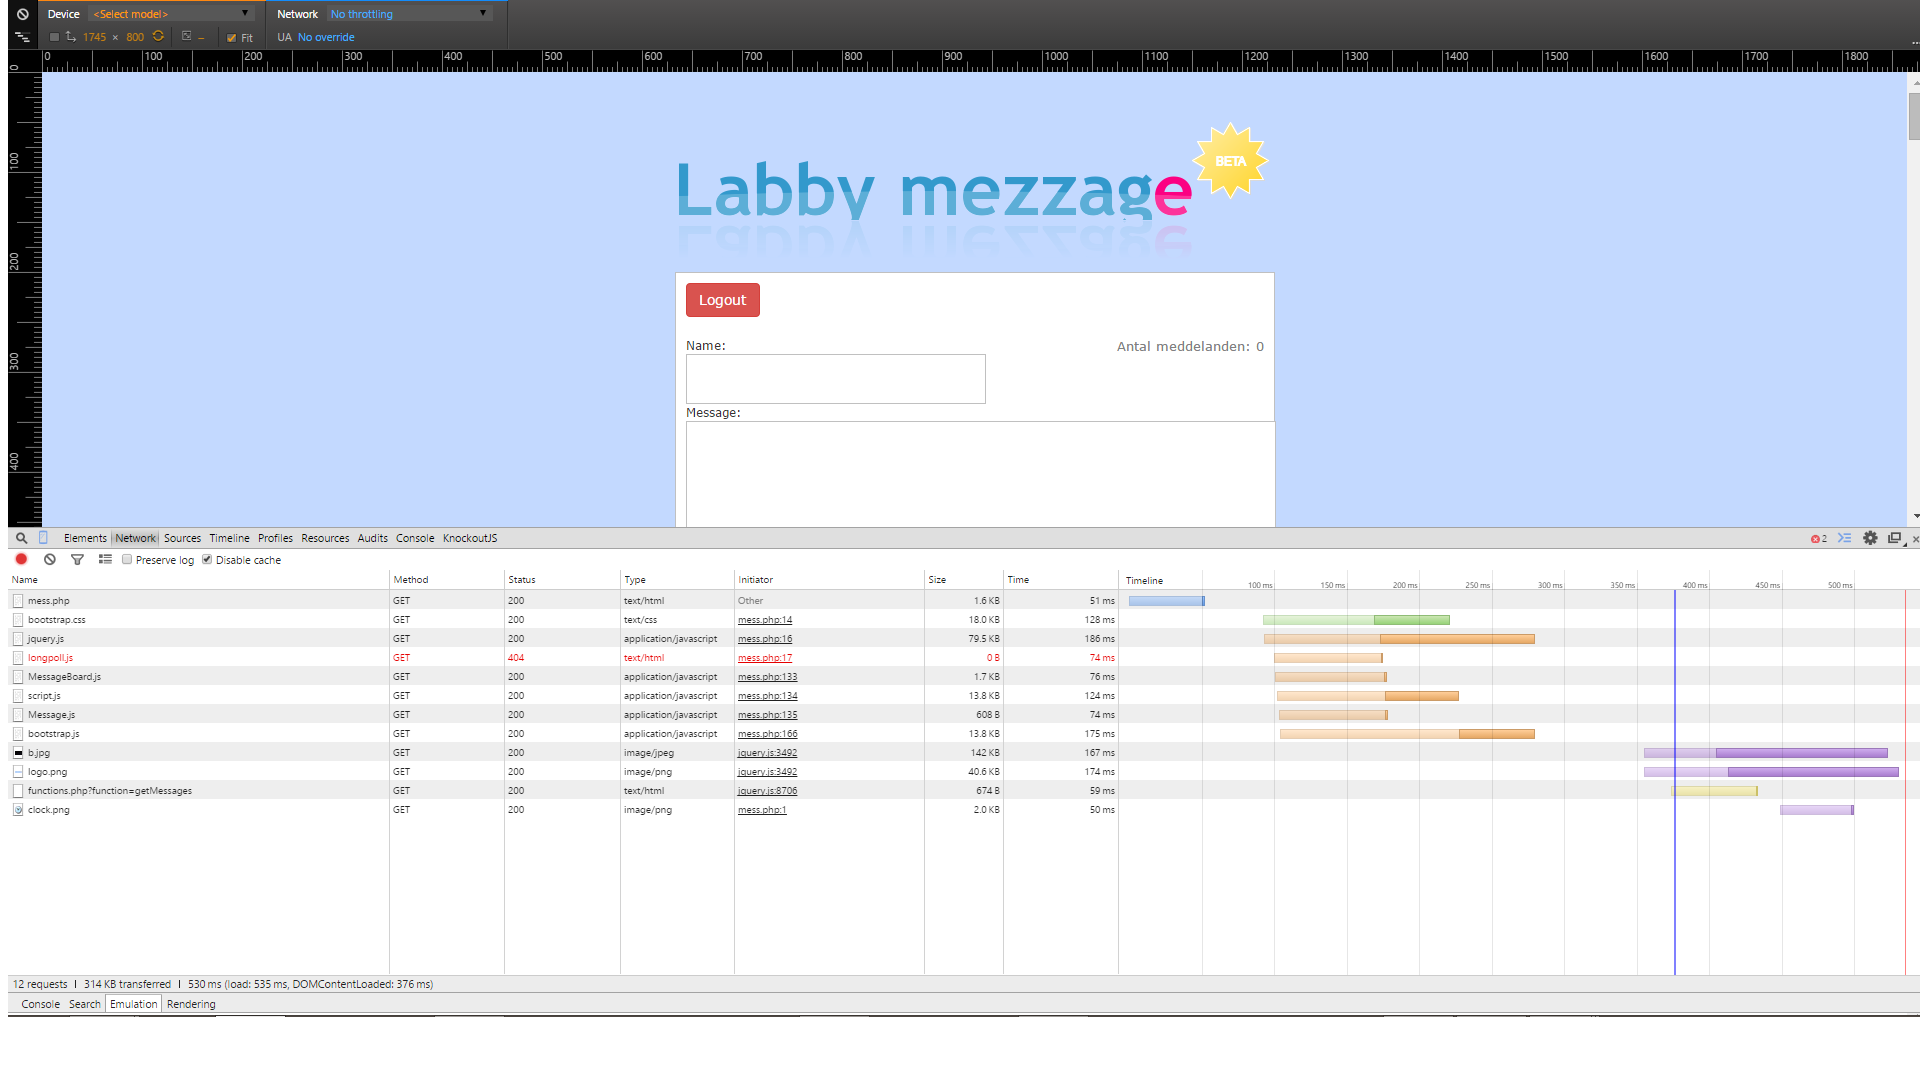 Device <Select model> Network No throttling
1745 × 800 – Fit UA No override
0 100 200 300 400 500 600 700 800 900 1000 1100 1200 1300 1400 1500 1600 1700 1800
0
100
200
300
400
BETA
Labby mezzage
Logout
Name: Antal meddelanden: 0
Message:
Elements Network Sources Timeline Profiles Resources Audits Console KnockoutJS 2
Preserve log Disable cache
Name Method Status Type Initiator Size Time Timeline 100 ms 150 ms 200 ms 250 ms 300 ms 350 ms 400 ms 450 ms 500 ms
mess.php GET 200 text/html Other 1.6 KB 51 ms
bootstrap.css GET 200 text/css mess.php:14 18.0 KB 128 ms
jquery.js GET 200 application/javascript mess.php:16 79.5 KB 186 ms
longpoll.js GET 404 text/html mess.php:17 0 B 74 ms
MessageBoard.js GET 200 application/javascript mess.php:133 1.7 KB 76 ms
script.js GET 200 application/javascript mess.php:134 13.8 KB 124 ms
Message.js GET 200 application/javascript mess.php:135 608 B 74 ms
bootstrap.js GET 200 application/javascript mess.php:166 13.8 KB 175 ms
b.jpg GET 200 image/jpeg jquery.js:3492 142 KB 167 ms
logo.png GET 200 image/png jquery.js:3492 40.6 KB 174 ms
functions.php?function=getMessages GET 200 text/html jquery.js:8706 674 B 59 ms
clock.png GET 200 image/png mess.php:1 2.0 KB 50 ms
12 requests | 314 KB transferred | 530 ms (load: 535 ms, DOMContentLoaded: 376 ms)
Console Search Emulation Rendering